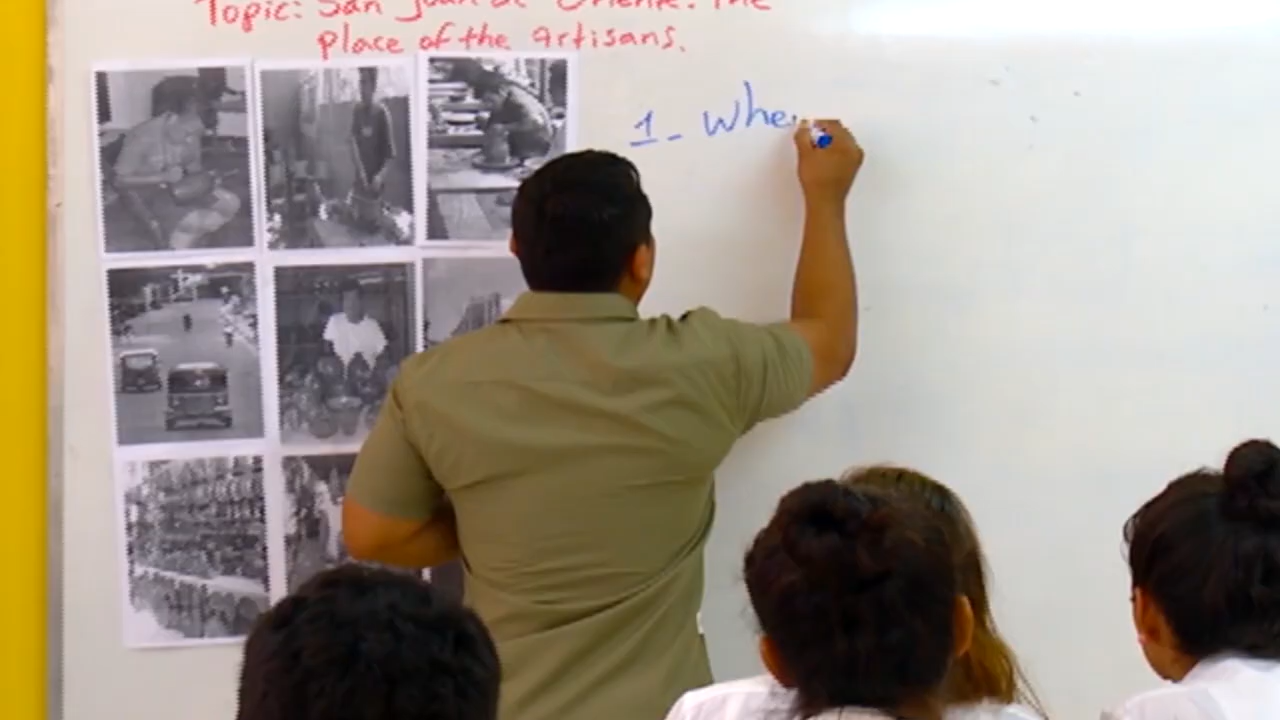 Topic: San Juan de Oriente. The
place of the artisans.
1- Whe